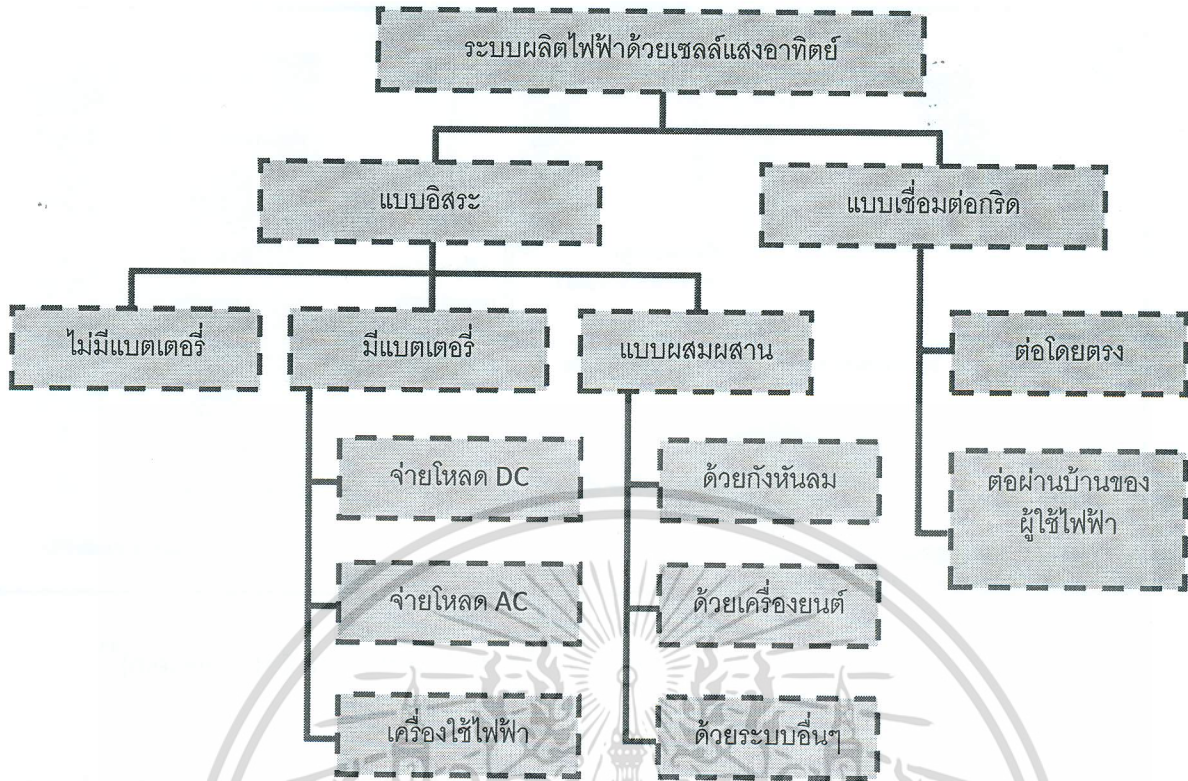 ระบบผลิตไฟฟ้าด้วยเซลล์แสงอาทิตย์
แบบอิสระ
แบบเชื่อมต่อกริด
ไม่มีแบตเตอรี่
มีแบตเตอรี่
แบบผสมผสาน
ต่อโดยตรง
จ่ายโหลด DC
ด้วยกังหันลม
ต่อผ่านบ้านของ
ผู้ใช้ไฟฟ้า
จ่ายโหลด AC
ด้วยเครื่องยนต์
เครื่องใช้ไฟฟ้า
ด้วยระบบอื่นๆ